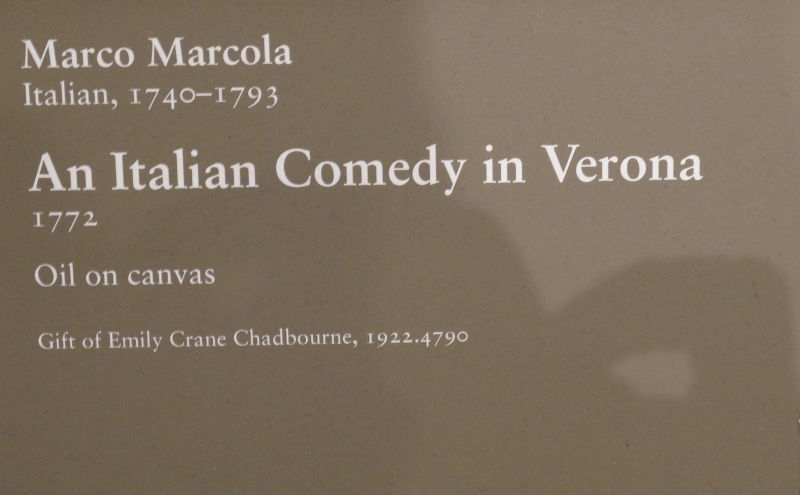 Marco Marcola
Italian, 1740–1793
An Italian Comedy in Verona
1772
Oil on canvas
Gift of Emily Crane Chadbourne, 1922.4790